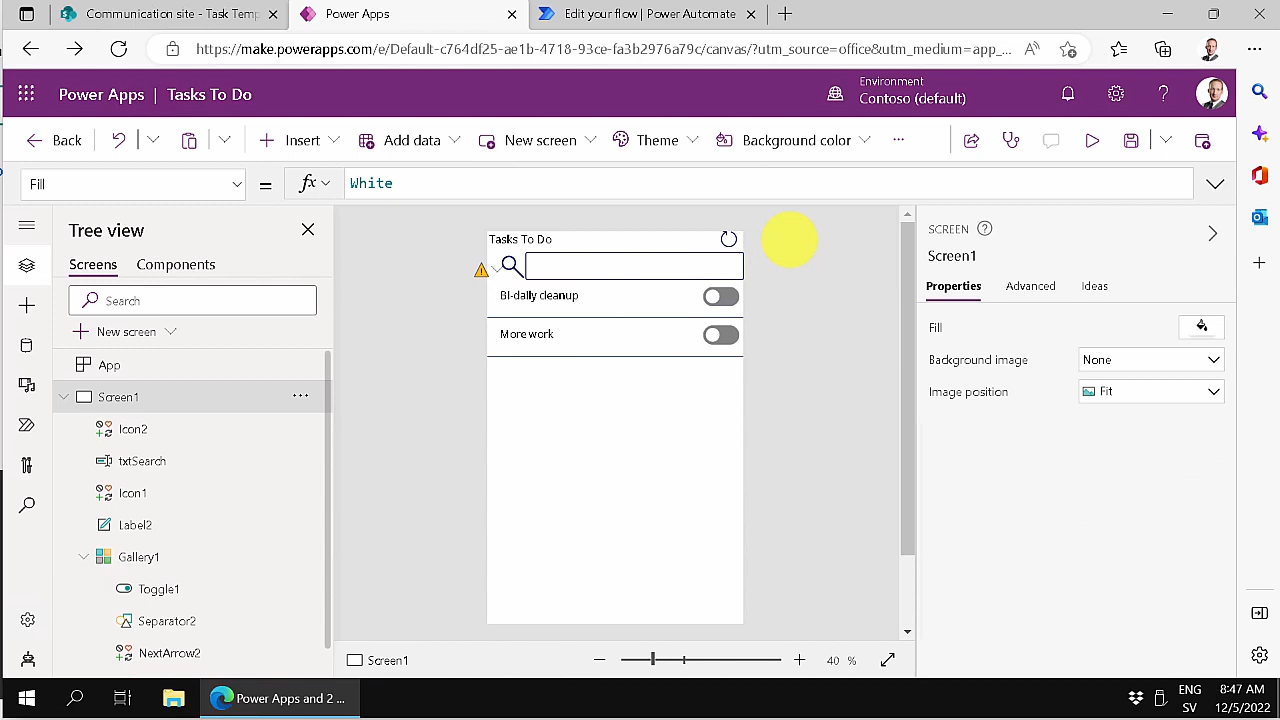 Communication site - Task Temp
Power Apps
Edit your flow | Power Automate
https://make.powerapps.com/e/Default-c764df25-ae1b-4718-93ce-fa3b2976a79c/canvas/?utm_source=office&utm_medium=app_...
Power Apps | Tasks To Do
Environment
Contoso (default)
Back
Insert
Add data
New screen
Theme
Background color
Fill
=
fx
White
Tree view
Screens
Components
Search
New screen
App
Screen1
Icon2
txtSearch
Icon1
Label2
Gallery1
Toggle1
Separator2
NextArrow2
Tasks To Do
Bi-daily cleanup
More work
Screen1
40 %
SCREEN
Screen1
Properties
Advanced
Ideas
Fill
Background image
None
Image position
Fit
Power Apps and 2 ...
ENG
SV
8:47 AM
12/5/2022